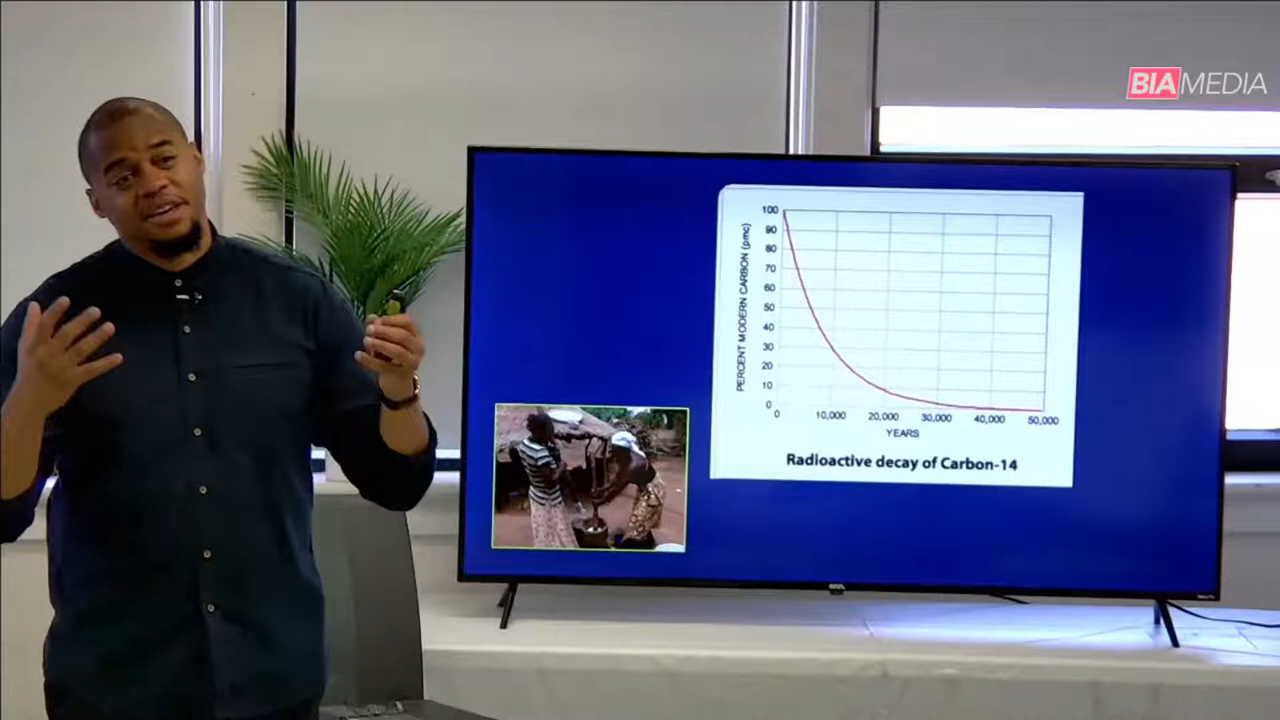 BIAMEDIA
100
90
80
70
60
50
40
30
20
10
0
PERCENT MODERN CARBON (pmc)
0 10,000 20,000 30,000 40,000 50,000
YEARS
Radioactive decay of Carbon-14